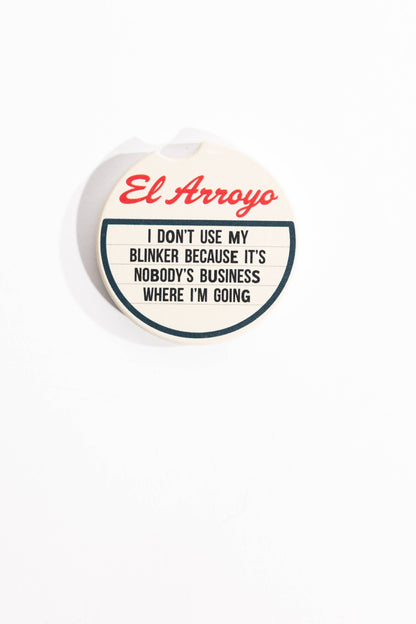 El Arroyo
I DON'T USE MY
BLINKER BECAUSE IT'S
NOBODY'S BUSINESS
WHERE I'M GOING